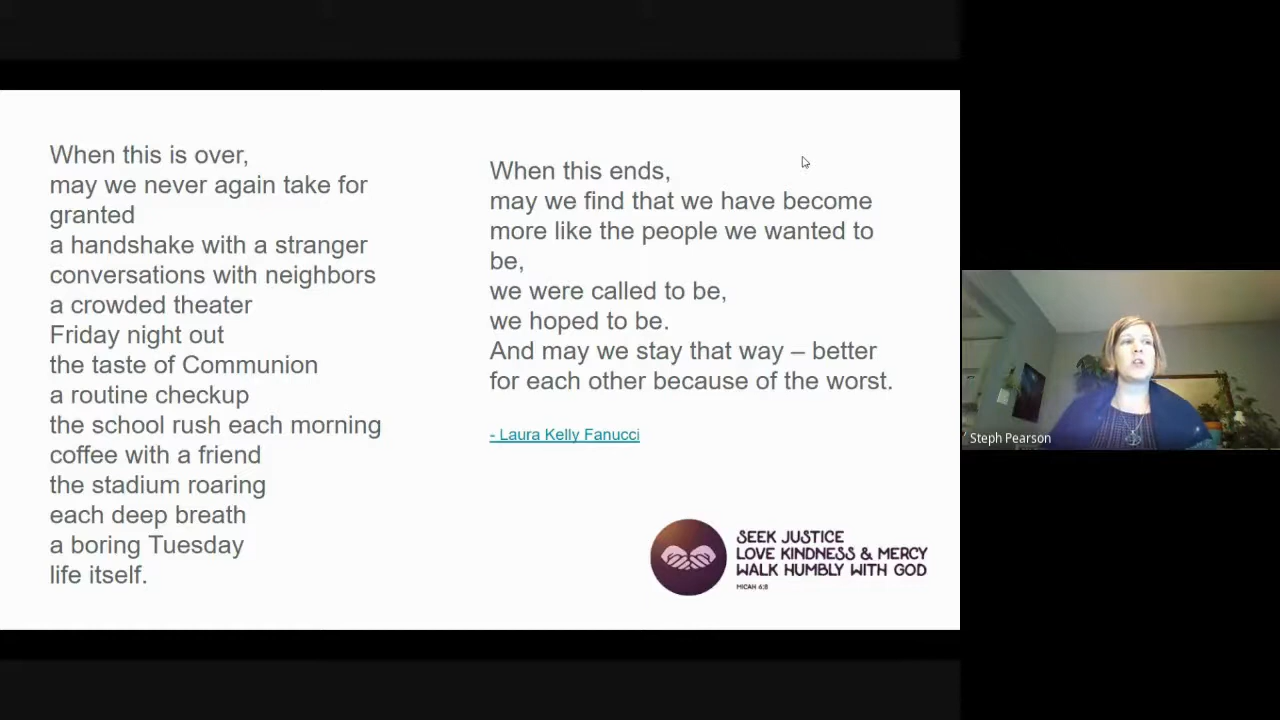 When this is over,
may we never again take for
granted
a handshake with a stranger
conversations with neighbors
a crowded theater
Friday night out
the taste of Communion
a routine checkup
the school rush each morning
coffee with a friend
the stadium roaring
each deep breath
a boring Tuesday
life itself.
When this ends,
may we find that we have become
more like the people we wanted to
be,
we were called to be,
we hoped to be.
And may we stay that way – better
for each other because of the worst.
- Laura Kelly Fanucci
SEEK JUSTICE
LOVE KINDNESS & MERCY
WALK HUMBLY WITH GOD
MICAH 6:8
Steph Pearson